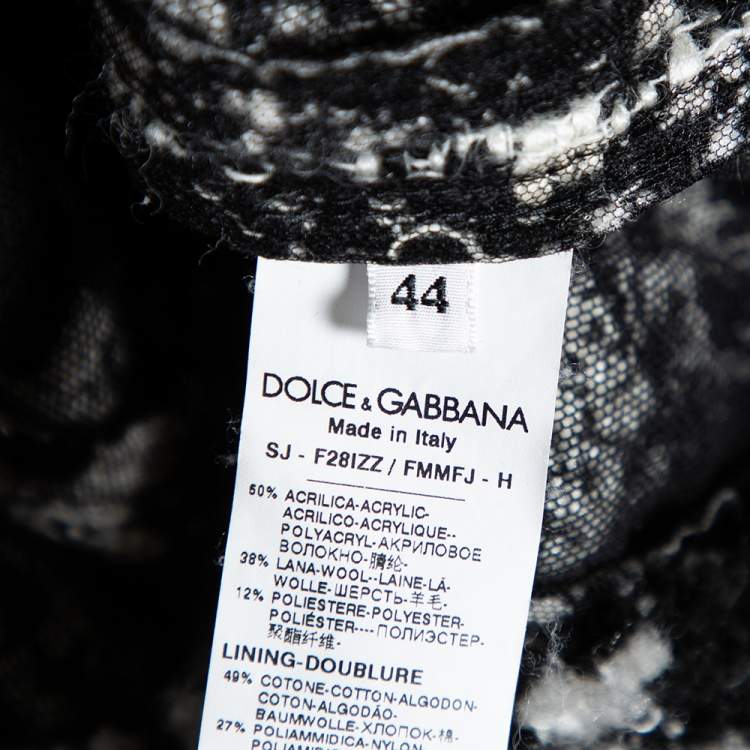 44
DOLCE & GABBANA
Made in Italy
SJ - F28IZZ / FMMFJ - H
50% ACRILICA-ACRYLIC-
ACRILICO-ACRYLIQUE--
POLYACRYL-АКРИЛОВОЕ
ВОЛОКНО-腈纶-
38% LANA-WOOL--LAINE-LÃ-
WOLLE-ШЕРСТЬ-羊毛-
12% POLIESTERE-POLYESTER-
POLIÉSTER----ПОЛИЭСТЕР-
聚酯纤维-
LINING-DOUBLURE
49% COTONE-COTTON-ALGODON-
COTON-ALGODÃO-
BAUMWOLLE-ХЛОПОК-棉-
27% POLIAMMIDICA-NYLON-